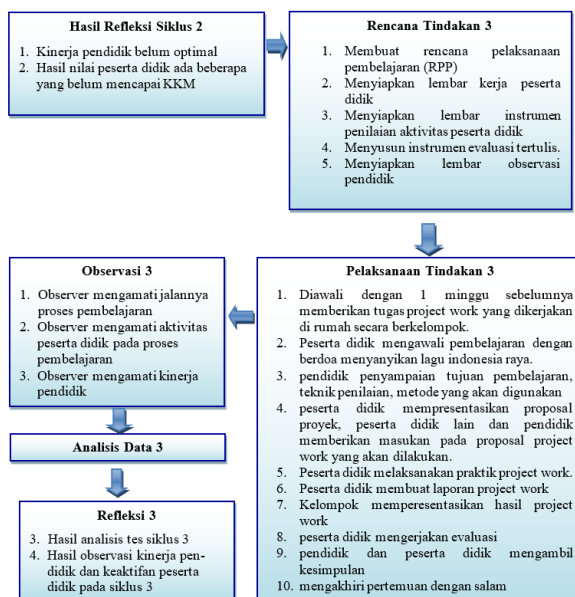 Hasil Refleksi Siklus 2
1. Kinerja pendidik belum optimal
2. Hasil nilai peserta didik ada beberapa
yang belum mencapai KKM
Rencana Tindakan 3
1. Membuat rencana pelaksanaan
pembelajaran (RPP)
2. Menyiapkan lembar kerja peserta
didik
3. Menyiapkan lembar instrumen
penilaian aktivitas peserta didik
4. Menyusun instrumen evaluasi tertulis.
5. Menyiapkan lembar observasi
pendidik
Pelaksanaan Tindakan 3
1. Diawali dengan 1 minggu sebelumnya
memberikan tugas project work yang dikerjakan
di rumah secara berkelompok.
2. Peserta didik mengawali pembelajaran dengan
berdoa menyanyikan lagu indonesia raya.
3. pendidik penyampaian tujuan pembelajaran,
teknik penilaian, metode yang akan digunakan
4. peserta didik mempresentasikan proposal
proyek, peserta didik lain dan pendidik
memberikan masukan pada proposal project
work yang akan dilakukan.
5. Peserta didik melaksanakan praktik project work.
6. Peserta didik membuat laporan project work
7. Kelompok memperesentasikan hasil project
work
8. peserta didik mengerjakan evaluasi
9. pendidik dan peserta didik mengambil
kesimpulan
10. mengakhiri pertemuan dengan salam
Observasi 3
1. Observer mengamati jalannya
proses pembelajaran
2. Observer mengamati aktivitas
peserta didik pada proses
pembelajaran
3. Observer mengamati kinerja
pendidik
Analisis Data 3
Refleksi 3
3. Hasil analisis tes siklus 3
4. Hasil observasi kinerja pen-
didik dan keaktifan peserta
didik pada siklus 3